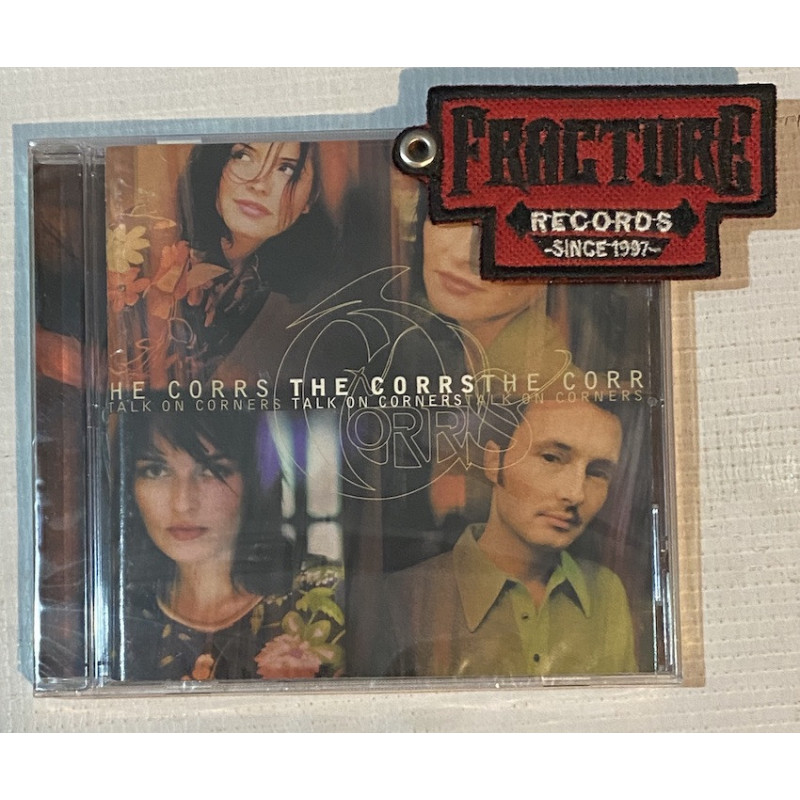 FRACTURE
RECORDS
-SINCE 1997-
HE CORRS THE CORRS THE CORR
TALK ON CORNERS TALK ON CORNERS TALK ON CORNERS
CORRS